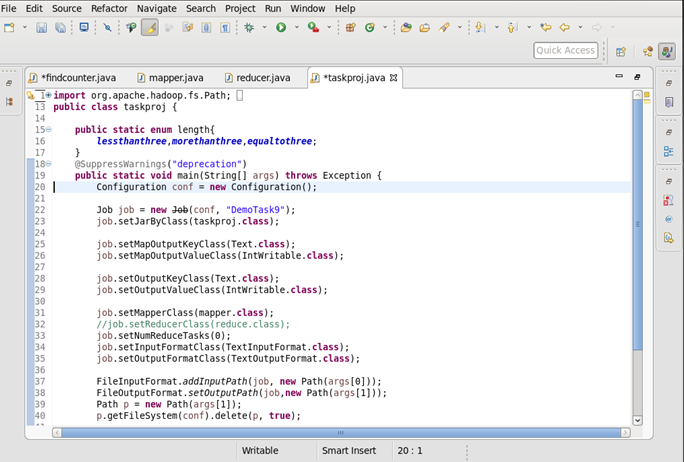 File Edit Source Refactor Navigate Search Project Run Window Help
Quick Access
*findcounter.java mapper.java reducer.java *taskproj.java
1 import org.apache.hadoop.fs.Path;
13 public class taskproj {
14
15 public static enum length{
16 lessthanthree,morethanthree,equaltothree;
17 }
18 @SuppressWarnings("deprecation")
19 public static void main(String[] args) throws Exception {
20 Configuration conf = new Configuration();
21
22 Job job = new Job(conf, "DemoTask9");
23 job.setJarByClass(taskproj.class);
24
25 job.setMapOutputKeyClass(Text.class);
26 job.setMapOutputValueClass(IntWritable.class);
27
28 job.setOutputKeyClass(Text.class);
29 job.setOutputValueClass(IntWritable.class);
30
31 job.setMapperClass(mapper.class);
32 //job.setReducerClass(reduce.class);
33 job.setNumReduceTasks(0);
34 job.setInputFormatClass(TextInputFormat.class);
35 job.setOutputFormatClass(TextOutputFormat.class);
36
37 FileInputFormat.addInputPath(job, new Path(args[0]));
38 FileOutputFormat.setOutputPath(job,new Path(args[1]));
39 Path p = new Path(args[1]);
40 p.getFileSystem(conf).delete(p, true);
Writable Smart Insert 20 : 1